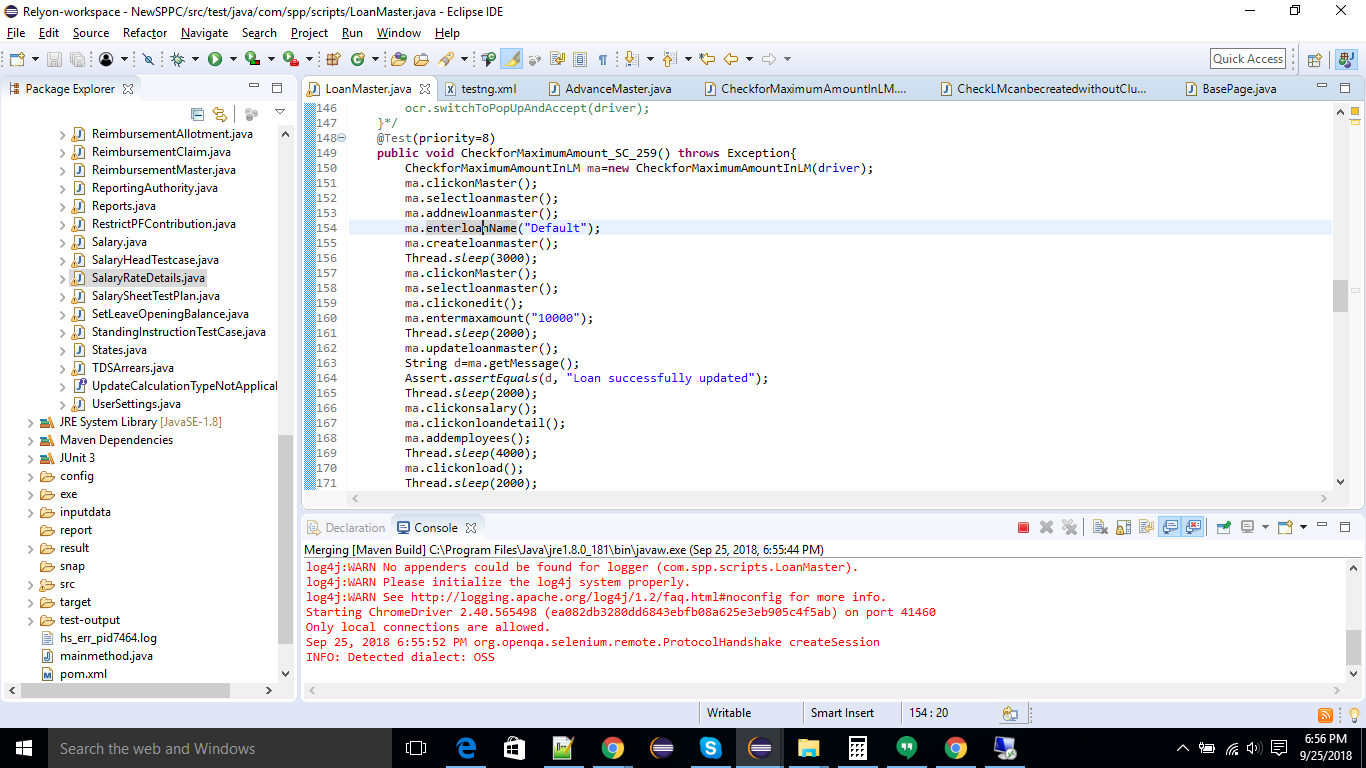 Relyon-workspace - NewSPPC/src/test/java/com/spp/scripts/LoanMaster.java - Eclipse IDE
File Edit Source Refactor Navigate Search Project Run Window Help
Quick Access
Package Explorer
ReimbursementAllotment.java
ReimbursementClaim.java
ReimbursementMaster.java
ReportingAuthority.java
Reports.java
RestrictPFContribution.java
Salary.java
SalaryHeadTestcase.java
SalaryRateDetails.java
SalarySheetTestPlan.java
SetLeaveOpeningBalance.java
StandingInstructionTestCase.java
States.java
TDSArrears.java
UpdateCalculationTypeNotApplical
UserSettings.java
JRE System Library [JavaSE-1.8]
Maven Dependencies
JUnit 3
config
exe
inputdata
report
result
snap
src
target
test-output
hs_err_pid7464.log
mainmethod.java
pom.xml
LoanMaster.java testng.xml AdvanceMaster.java CheckforMaximumAmountInLM.... CheckLMcanbecreatedwithoutClu... BasePage.java
146 ocr.switchToPopUpAndAccept(driver);
147 }*/
148 @Test(priority=8)
149 public void CheckforMaximumAmount_SC_259() throws Exception{
150 CheckforMaximumAmountInLM ma=new CheckforMaximumAmountInLM(driver);
151 ma.clickonMaster();
152 ma.selectloanmaster();
153 ma.addnewloanmaster();
154 ma.enterloanName("Default");
155 ma.createloanmaster();
156 Thread.sleep(3000);
157 ma.clickonMaster();
158 ma.selectloanmaster();
159 ma.clickonedit();
160 ma.entermaxamount("10000");
161 Thread.sleep(2000);
162 ma.updateloanmaster();
163 String d=ma.getMessage();
164 Assert.assertEquals(d, "Loan successfully updated");
165 Thread.sleep(2000);
166 ma.clickonsalary();
167 ma.clickonloandetail();
168 ma.addemployees();
169 Thread.sleep(4000);
170 ma.clickonload();
171 Thread.sleep(2000);
Declaration Console
Merging [Maven Build] C:\Program Files\Java\jre1.8.0_181\bin\javaw.exe (Sep 25, 2018, 6:55:44 PM)
log4j:WARN No appenders could be found for logger (com.spp.scripts.LoanMaster).
log4j:WARN Please initialize the log4j system properly.
log4j:WARN See http://logging.apache.org/log4j/1.2/faq.html#noconfig for more info.
Starting ChromeDriver 2.40.565498 (ea082db3280dd6843ebfb08a625e3eb905c4f5ab) on port 41460
Only local connections are allowed.
Sep 25, 2018 6:55:52 PM org.openqa.selenium.remote.ProtocolHandshake createSession
INFO: Detected dialect: OSS
Writable Smart Insert 154 : 20
Search the web and Windows
6:56 PM
9/25/2018